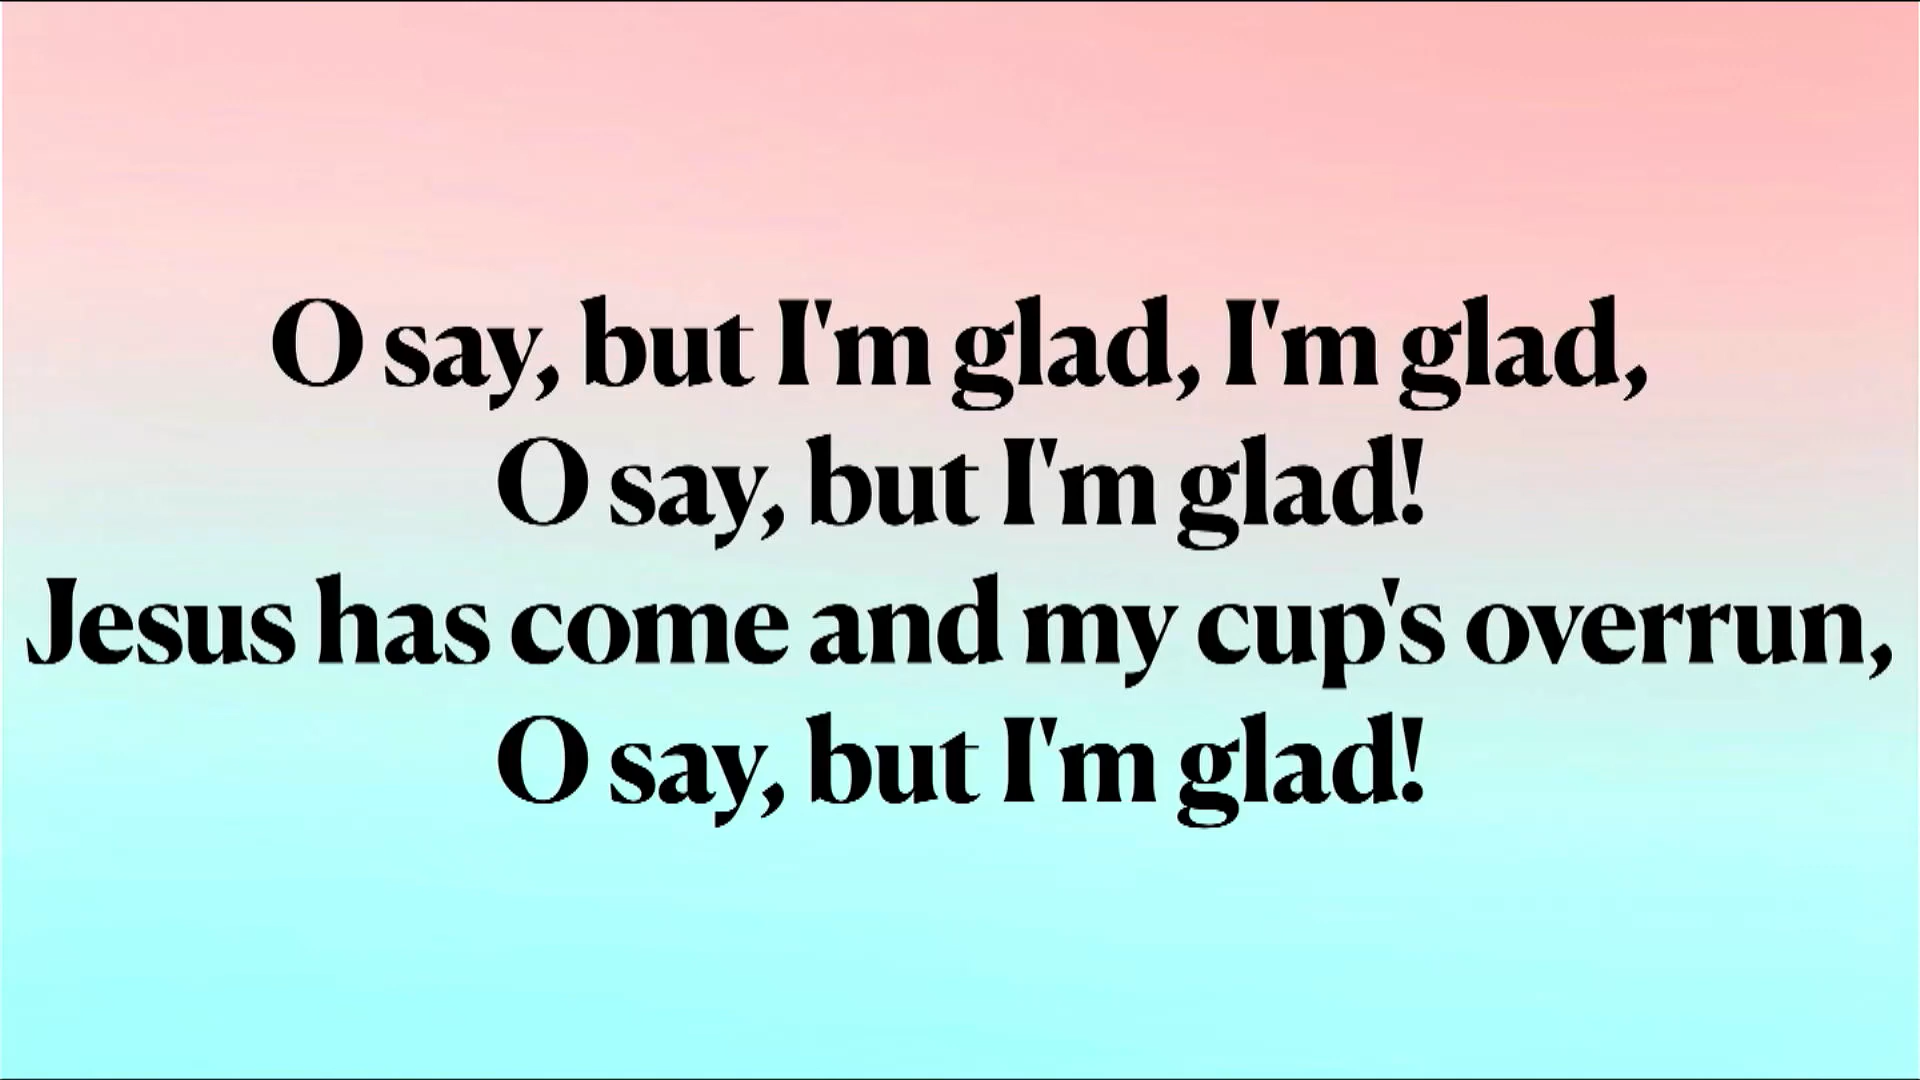 O say, but I'm glad, I'm glad,
O say, but I'm glad!
Jesus has come and my cup's overrun,
O say, but I'm glad!